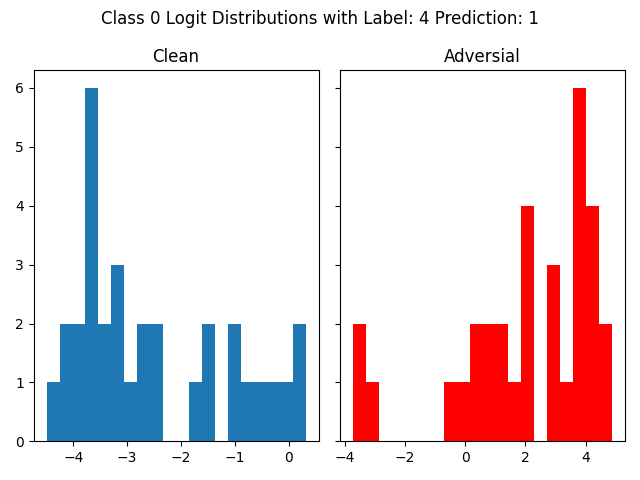 Class 0 Logit Distributions with Label: 4 Prediction: 1
Clean
Adversial
6
5
4
3
2
1
0
−4 −3 −2 −1 0
−4 −2 0 2 4